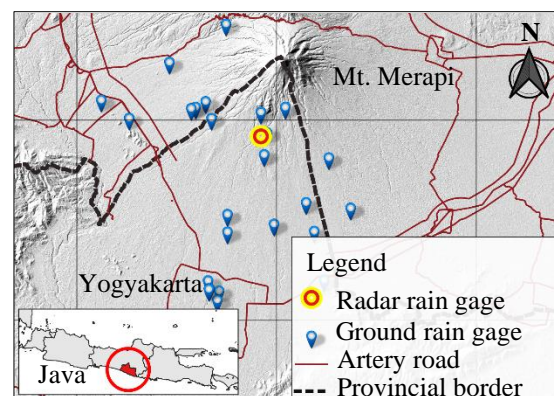 N
Mt. Merapi
Yogyakarta
Java
Legend
Radar rain gage
Ground rain gage
Artery road
Provincial border